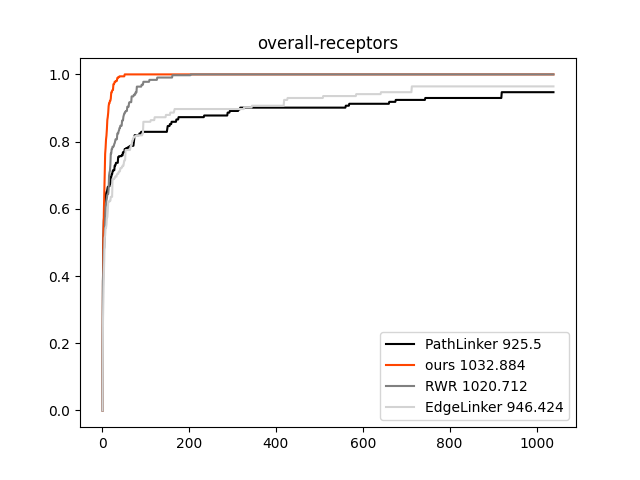 overall-receptors
1.0
0.8
0.6
0.4
0.2
0.0
PathLinker 925.5
ours 1032.884
RWR 1020.712
EdgeLinker 946.424
0 200 400 600 800 1000